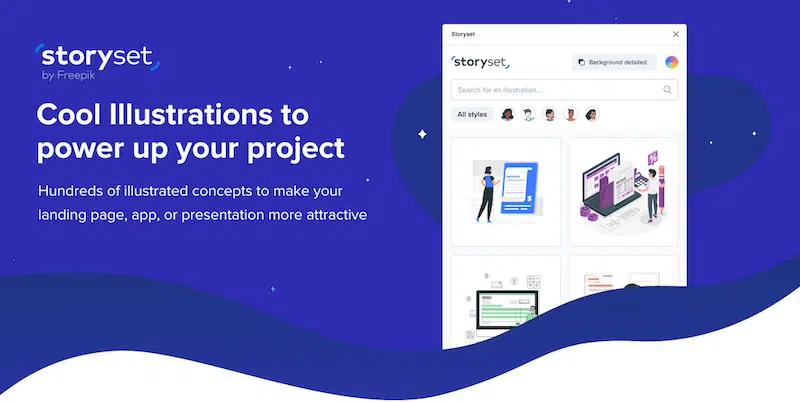 storyset
by Freepik
Cool Illustrations to
power up your project
Hundreds of illustrated concepts to make your
landing page, app, or presentation more attractive
Storyset
storyset
Background detailed
Search for an illustration...
All styles
INVOICE
$
%